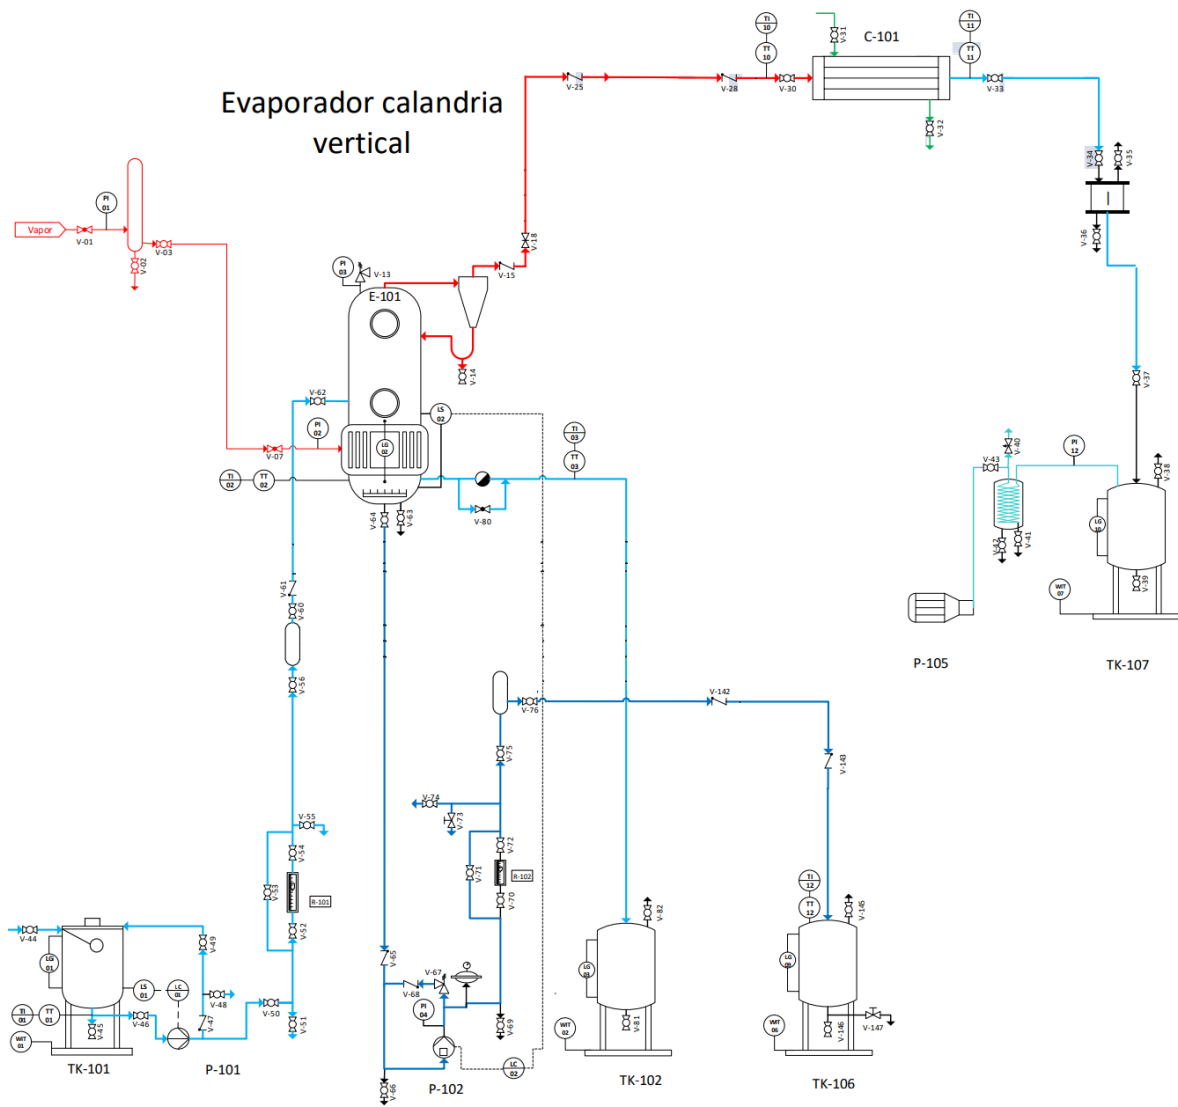 Evaporador calandria
vertical
TI
10
TT
10
V-31
C-101
TI
11
TT
11
V-25
V-28
V-30
V-33
V-32
V-34
V-35
V-36
Vapor
V-01
PI
01
V-03
V-02
PI
03
V-13
V-15
V-18
E-101
V-14
V-37
V-62
LS
02
PI
02
V-07
LG
02
TI
02
TT
02
TI
03
TT
03
V-64
V-63
V-80
V-40
V-43
PI
12
V-38
LG
10
V-42
V-41
V-39
WIT
07
P-105
TK-107
V-61
V-60
V-56
V-76
V-142
V-75
V-143
V-74
V-73
V-55
V-54
V-53
R-101
V-52
V-72
V-71
R-102
V-70
V-44
LG
01
V-49
LS
01
LC
01
V-48
TI
01
TT
01
V-45
V-46
V-47
V-50
V-51
WIT
01
TK-101
P-101
V-65
V-67
V-68
PI
04
V-69
LC
02
V-66
P-102
V-82
LG
03
V-81
WIT
02
TK-102
TI
12
TT
12
V-145
V-146
V-147
WIT
06
TK-106